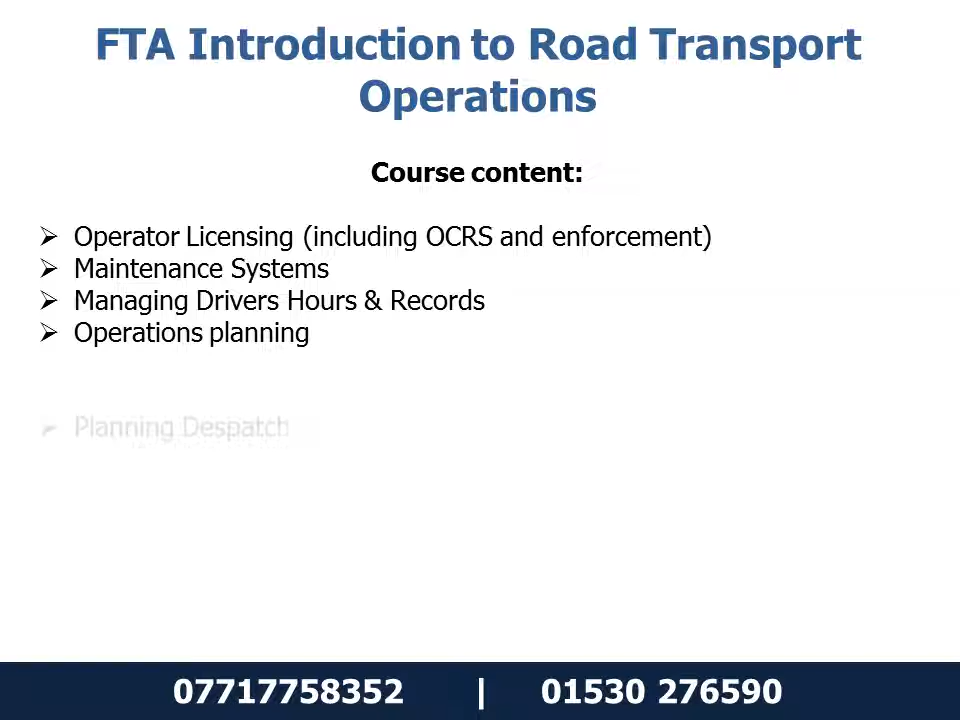 FTA Introduction to Road Transport
Operations
Course content:
➢ Operator Licensing (including OCRS and enforcement)
➢ Maintenance Systems
➢ Managing Drivers Hours & Records
➢ Operations planning
➢ Planning Despatch
07717758352 | 01530 276590